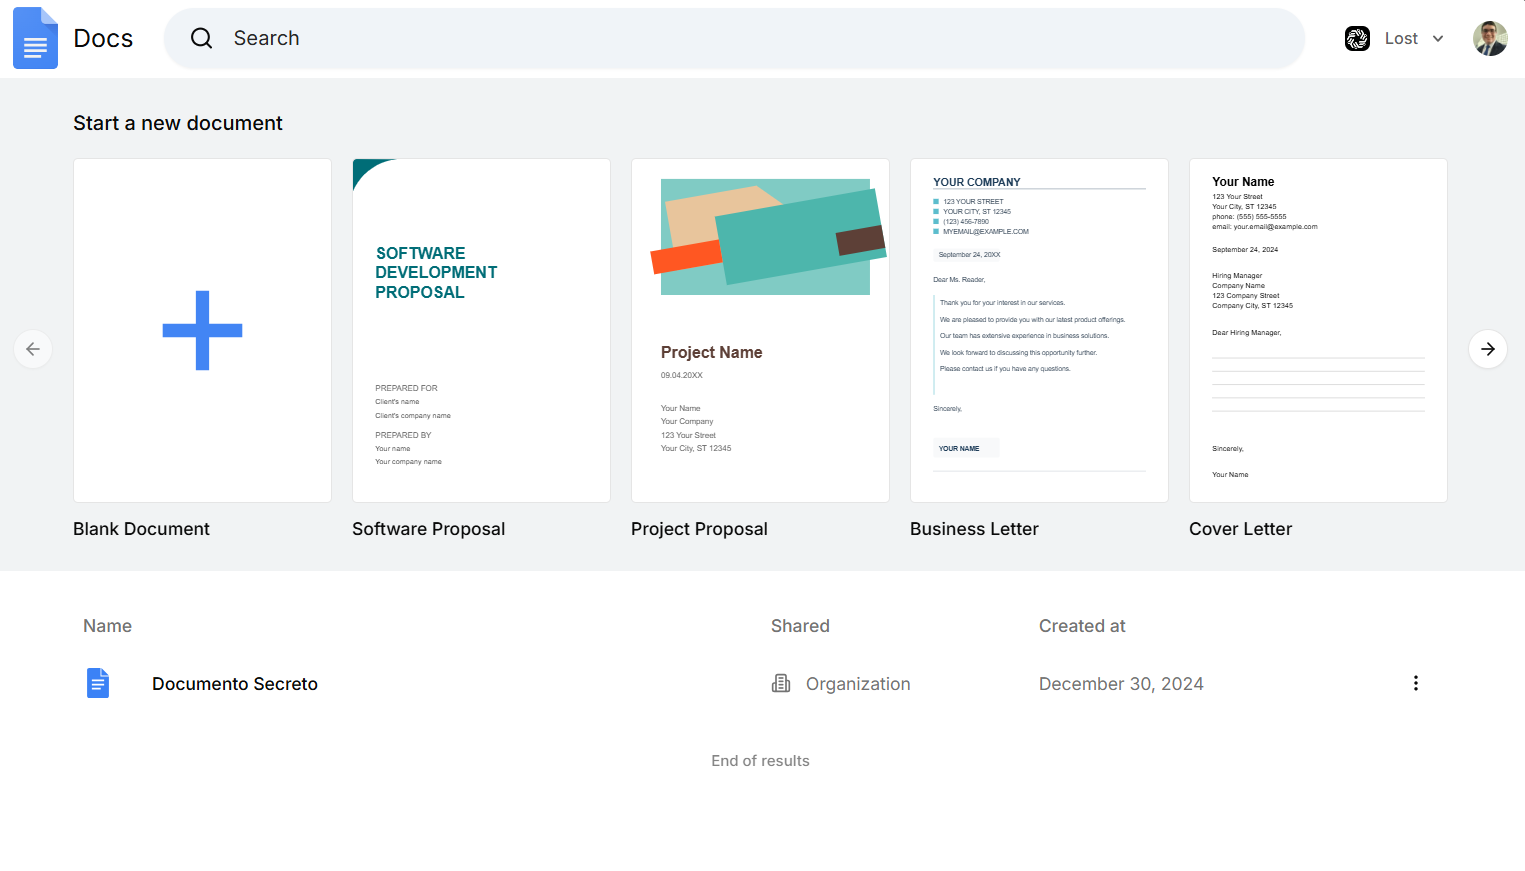 Docs
Search
Lost
Start a new document
SOFTWARE
DEVELOPMENT
PROPOSAL
PREPARED FOR
Client's name
Client's company name
PREPARED BY
Your name
Your company name
Project Name
09.04.20XX
Your Name
Your Company
123 Your Street
Your City, ST 12345
YOUR COMPANY
123 YOUR STREET
YOUR CITY, ST 12345
(123) 456-7890
MYEMAIL@EXAMPLE.COM
September 24, 20XX
Dear Ms. Reader,
Thank you for your interest in our services.
We are pleased to provide you with our latest product offerings.
Our team has extensive experience in business solutions.
We look forward to discussing this opportunity further.
Please contact us if you have any questions.
Sincerely,
YOUR NAME
Your Name
123 Your Street
Your City, ST 12345
phone: (555) 555-5555
email: your.email@example.com
September 24, 2024
Hiring Manager
Company Name
123 Company Street
Company City, ST 12345
Dear Hiring Manager,
Sincerely,
Your Name
Blank Document
Software Proposal
Project Proposal
Business Letter
Cover Letter
Name Shared Created at
Documento Secreto Organization December 30, 2024
End of results